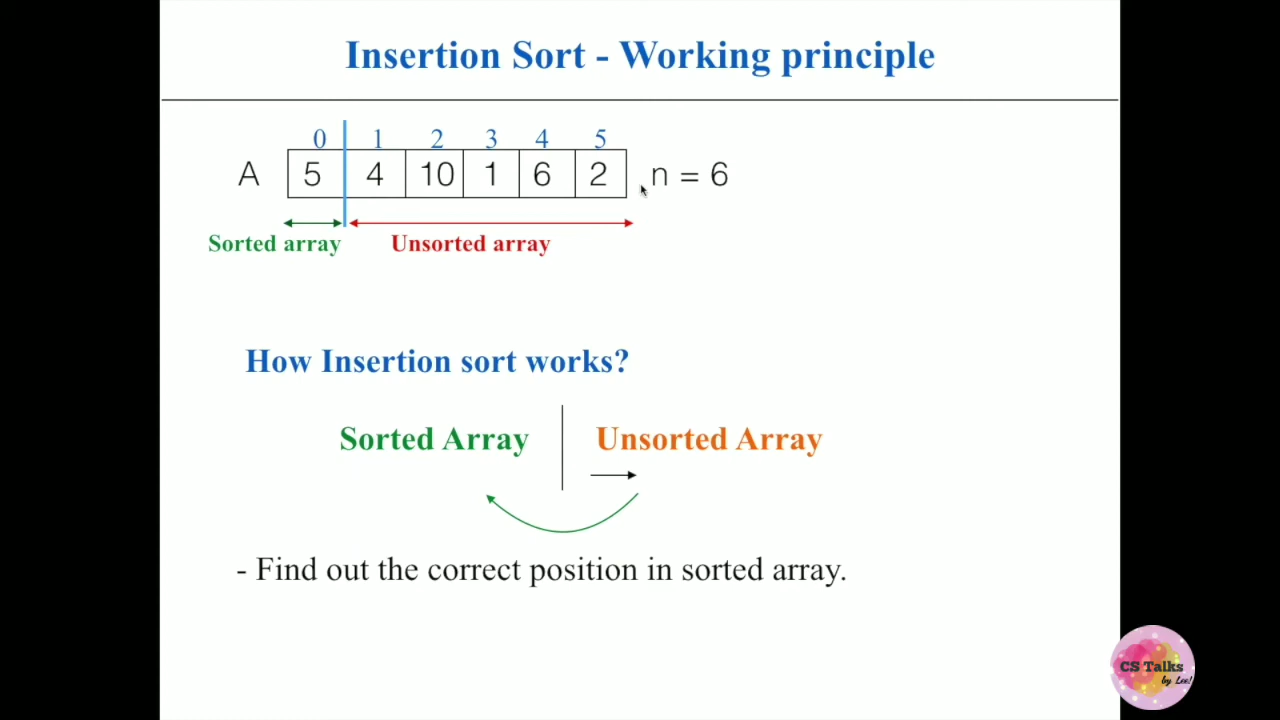 Insertion Sort - Working principle
0 1 2 3 4 5
A 5 4 10 1 6 2 n = 6
Sorted array Unsorted array
How Insertion sort works?
Sorted Array Unsorted Array
- Find out the correct position in sorted array.
CS Talks
by Lee!